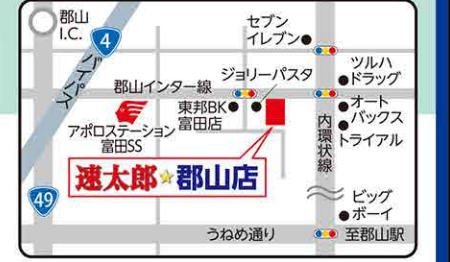 郡山
I.C.
4
バイパス
セブン
イレブン
ツルハ
ドラッグ
郡山インター線
ジョリーパスタ
アポロステーション
富田SS
東邦BK
富田店
内環状線
オート
バックス
トライアル
速太郎★郡山店
49
ビッグ
ボーイ
うねめ通り
至郡山駅